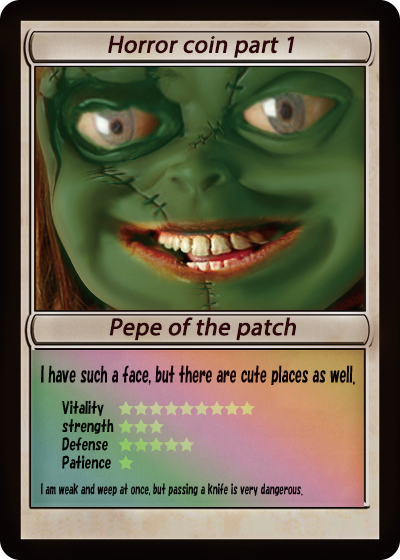 Horror coin part 1
Pepe of the patch
I have such a face, but there are cute places as well.
Vitality ★★★★★★★★★
strength ★★★
Defense ★★★★★
Patience ★
I am weak and weep at once, but passing a knife is very dangerous.